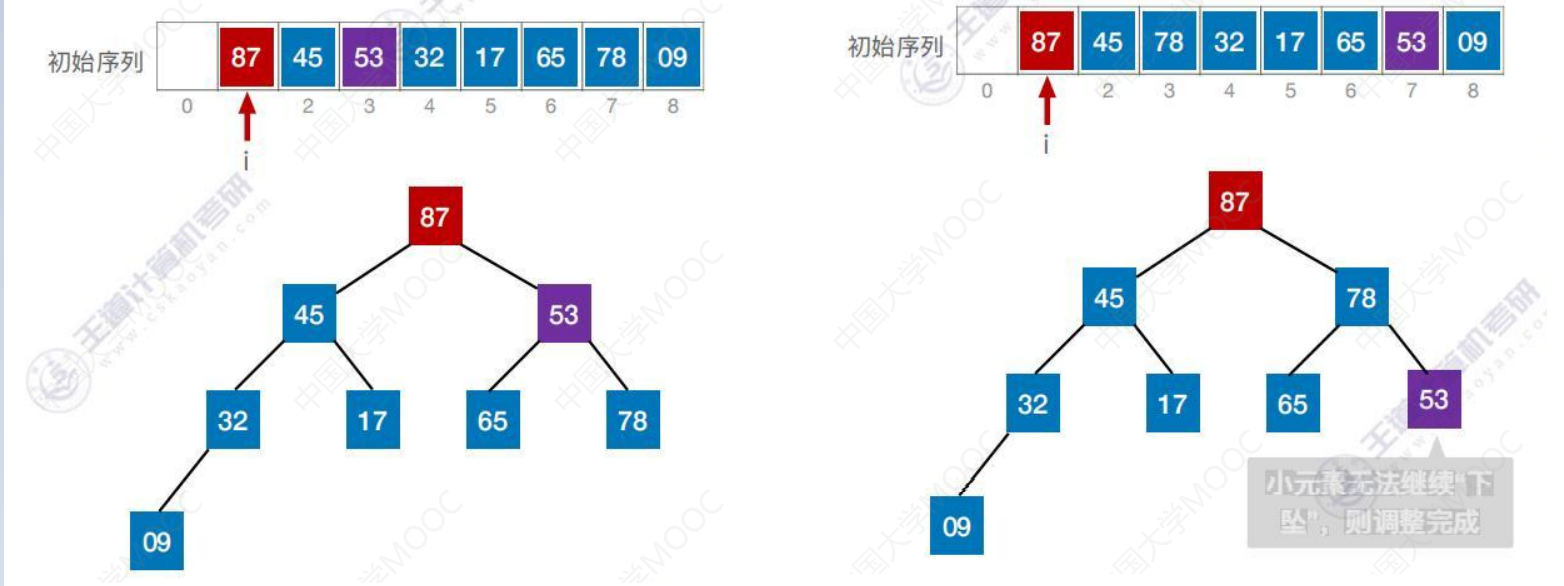 初始序列 87 45 53 32 17 65 78 09
0 2 3 4 5 6 7 8
i
87
45 53
32 17 65 78
09
初始序列 87 45 78 32 17 65 53 09
0 2 3 4 5 6 7 8
i
87
45 78
32 17 65 53
09
小元素无法继续“下
坠”，则调整完成
王道计算机考研
www.cskaoyan.com
中国大学MOOC